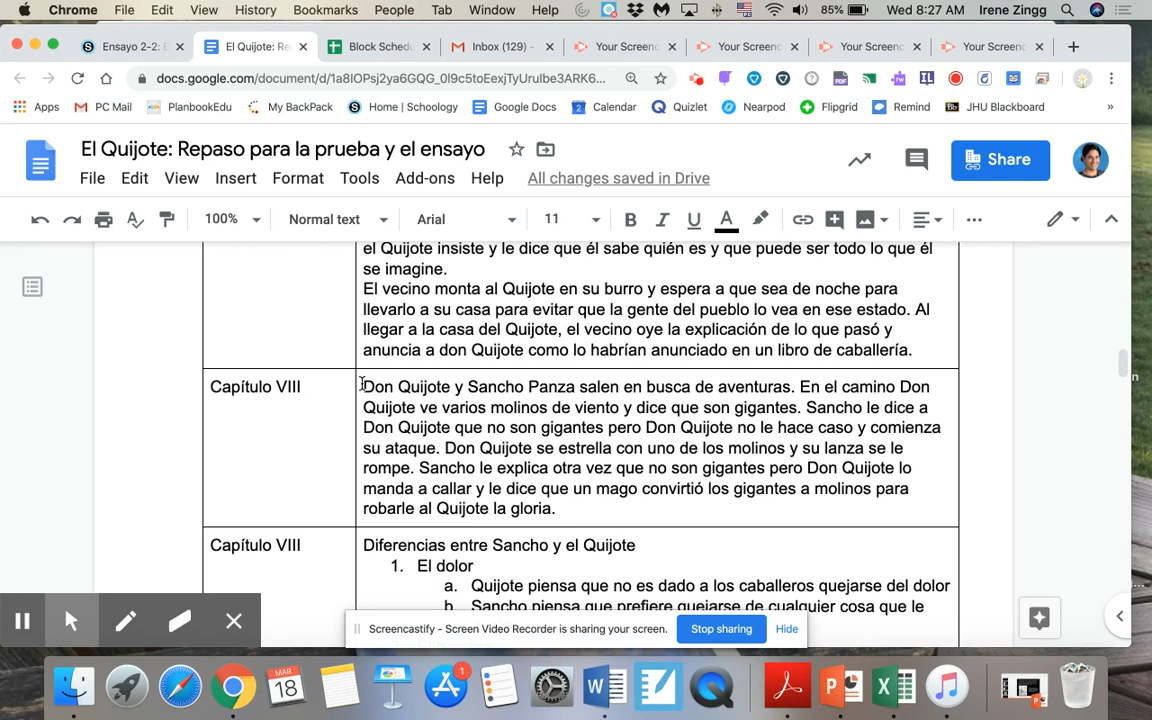 Chrome File Edit View History Bookmarks People Tab Window Help 85% Wed 8:27 AM Irene Zingg
Ensayo 2-2: E El Quijote: Re Block Schedu Inbox (129) - Your Screenc Your Screenc Your Screenc Your Screenc
docs.google.com/document/d/1a8IOPsj2ya6GQG_0I9c5toEexjTyUruIbe3ARK6...
Apps PC Mail PlanbookEdu My BackPack Home | Schoology Google Docs Calendar Quizlet Nearpod Flipgrid Remind JHU Blackboard »
El Quijote: Repaso para la prueba y el ensayo
Share
File Edit View Insert Format Tools Add-ons Help All changes saved in Drive
100% Normal text Arial 11 B I U A
el Quijote insiste y le dice que él sabe quién es y que puede ser todo lo que él
se imagine.
El vecino monta al Quijote en su burro y espera a que sea de noche para
llevarlo a su casa para evitar que la gente del pueblo lo vea en ese estado. Al
llegar a la casa del Quijote, el vecino oye la explicación de lo que pasó y
anuncia a don Quijote como lo habrían anunciado en un libro de caballería.
Capítulo VIII Don Quijote y Sancho Panza salen en busca de aventuras. En el camino Don
Quijote ve varios molinos de viento y dice que son gigantes. Sancho le dice a
Don Quijote que no son gigantes pero Don Quijote no le hace caso y comienza
su ataque. Don Quijote se estrella con uno de los molinos y su lanza se le
rompe. Sancho le explica otra vez que no son gigantes pero Don Quijote lo
manda a callar y le dice que un mago convirtió los gigantes a molinos para
robarle al Quijote la gloria.
Capítulo VIII Diferencias entre Sancho y el Quijote
1. El dolor
a. Quijote piensa que no es dado a los caballeros quejarse del dolor
b. Sancho piensa que prefiere quejarse de cualquier cosa que le
Screencastify - Screen Video Recorder is sharing your screen. Stop sharing Hide
MAR
18
1